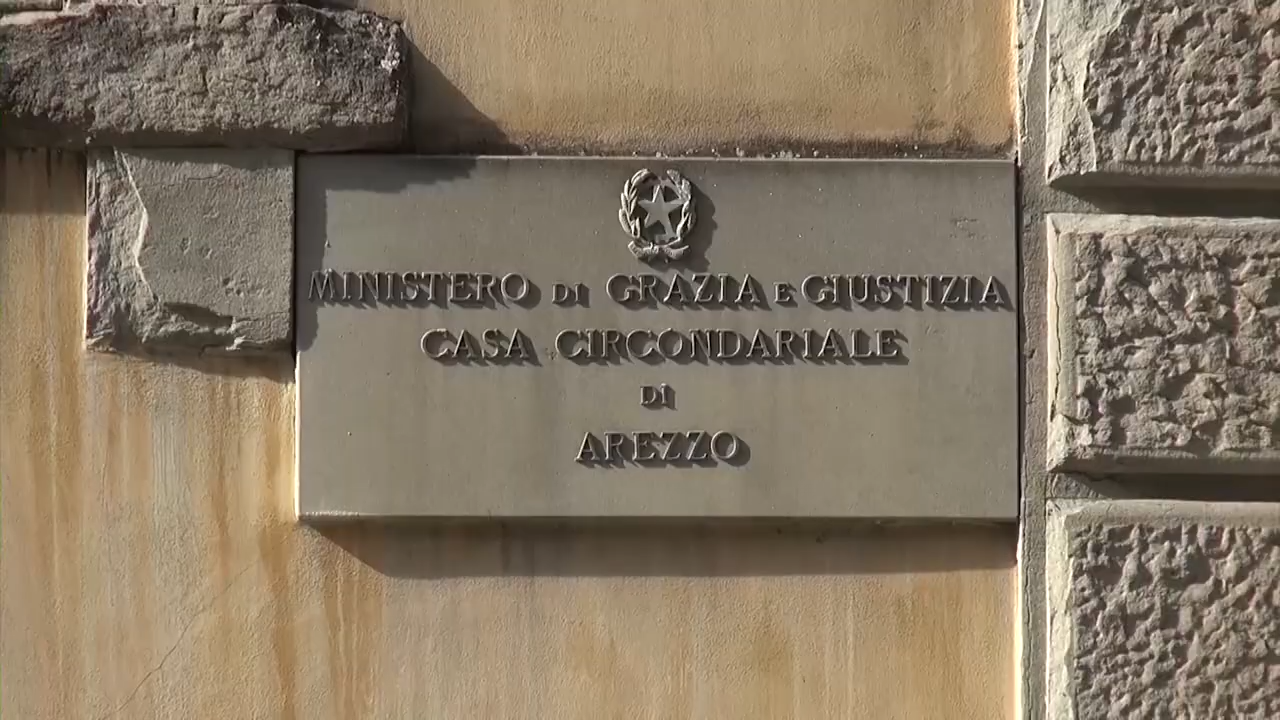 MINISTERO DI GRAZIA E GIUSTIZIA
CASA CIRCONDARIALE
DI
AREZZO